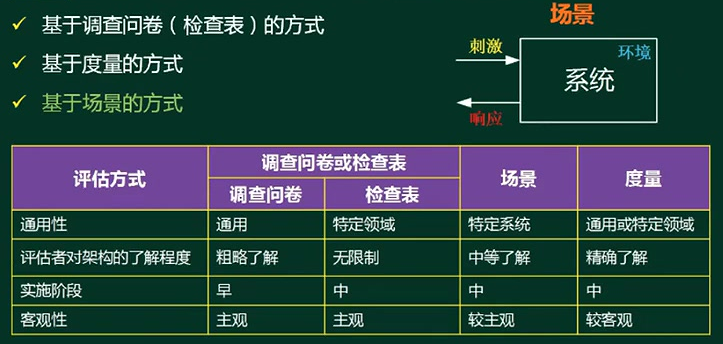 基于调查问卷（检查表）的方式
基于度量的方式
基于场景的方式
场景
刺激
环境
系统
响应
评估方式 调查问卷或检查表 场景 度量
调查问卷 检查表
通用性 通用 特定领域 特定系统 通用或特定领域
评估者对架构的了解程度 粗略了解 无限制 中等了解 精确了解
实施阶段 早 中 中 中
客观性 主观 主观 较主观 较客观